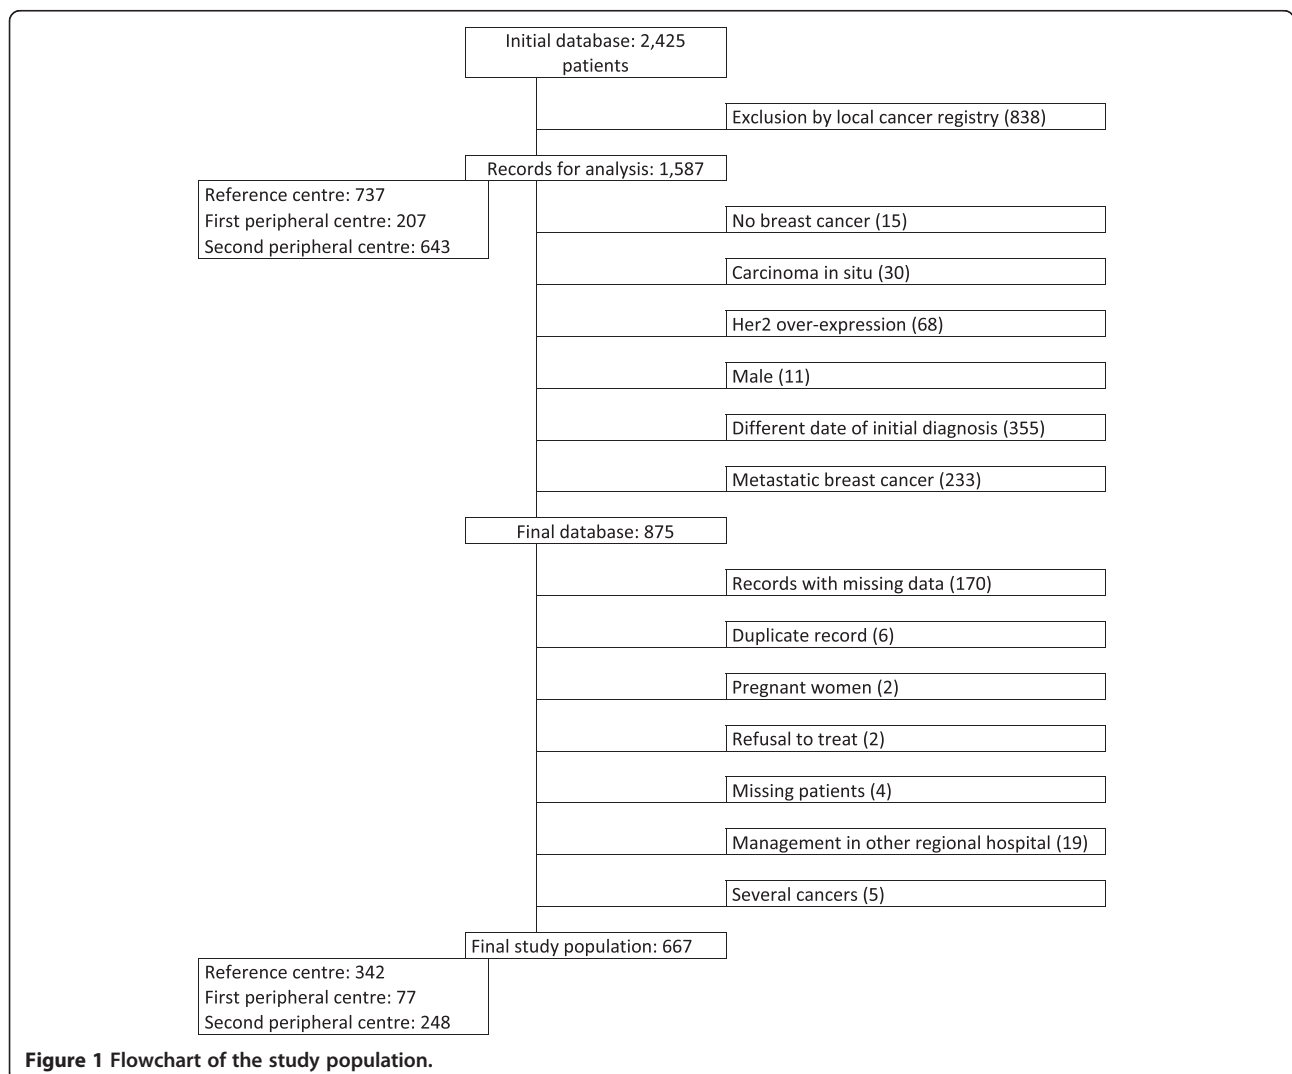 Initial database: 2,425
patients
Exclusion by local cancer registry (838)
Records for analysis: 1,587
Reference centre: 737
First peripheral centre: 207
Second peripheral centre: 643
No breast cancer (15)
Carcinoma in situ (30)
Her2 over-expression (68)
Male (11)
Different date of initial diagnosis (355)
Metastatic breast cancer (233)
Final database: 875
Records with missing data (170)
Duplicate record (6)
Pregnant women (2)
Refusal to treat (2)
Missing patients (4)
Management in other regional hospital (19)
Several cancers (5)
Final study population: 667
Reference centre: 342
First peripheral centre: 77
Second peripheral centre: 248
Figure 1 Flowchart of the study population.